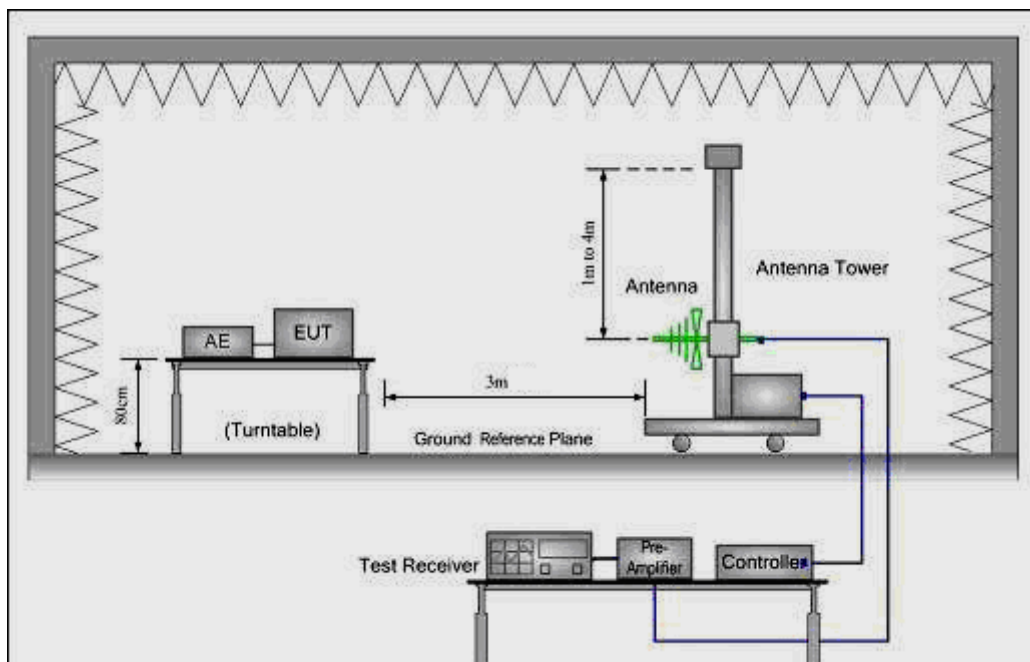 1m to 4m
Antenna
Antenna Tower
AE
EUT
80cm
(Turntable)
3m
Ground Reference Plane
Test Receiver
Pre-
Amplifier
Controller